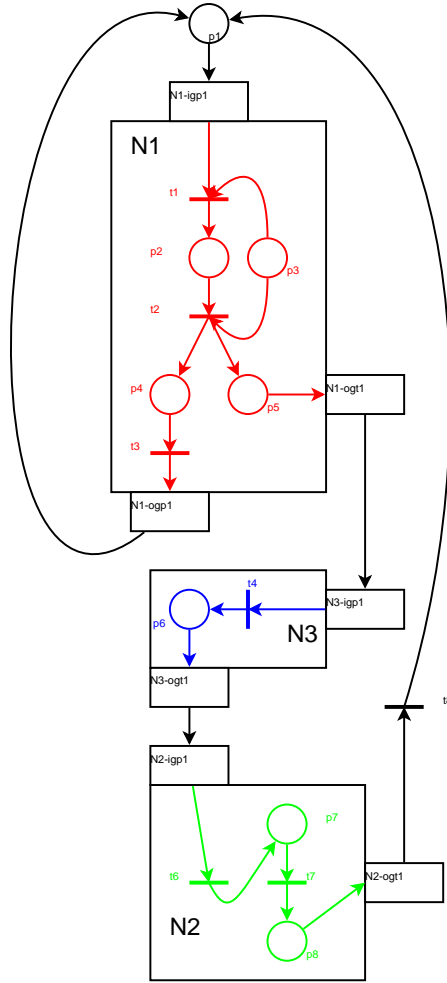 p1
N1-igp1
N1
t1
p2
p3
t2
p4
p5
N1-ogt1
t3
N1-ogp1
t4
N3-igp1
p6
N3
N3-ogt1
N2-igp1
p7
t6
t7
N2-ogt1
N2
p8